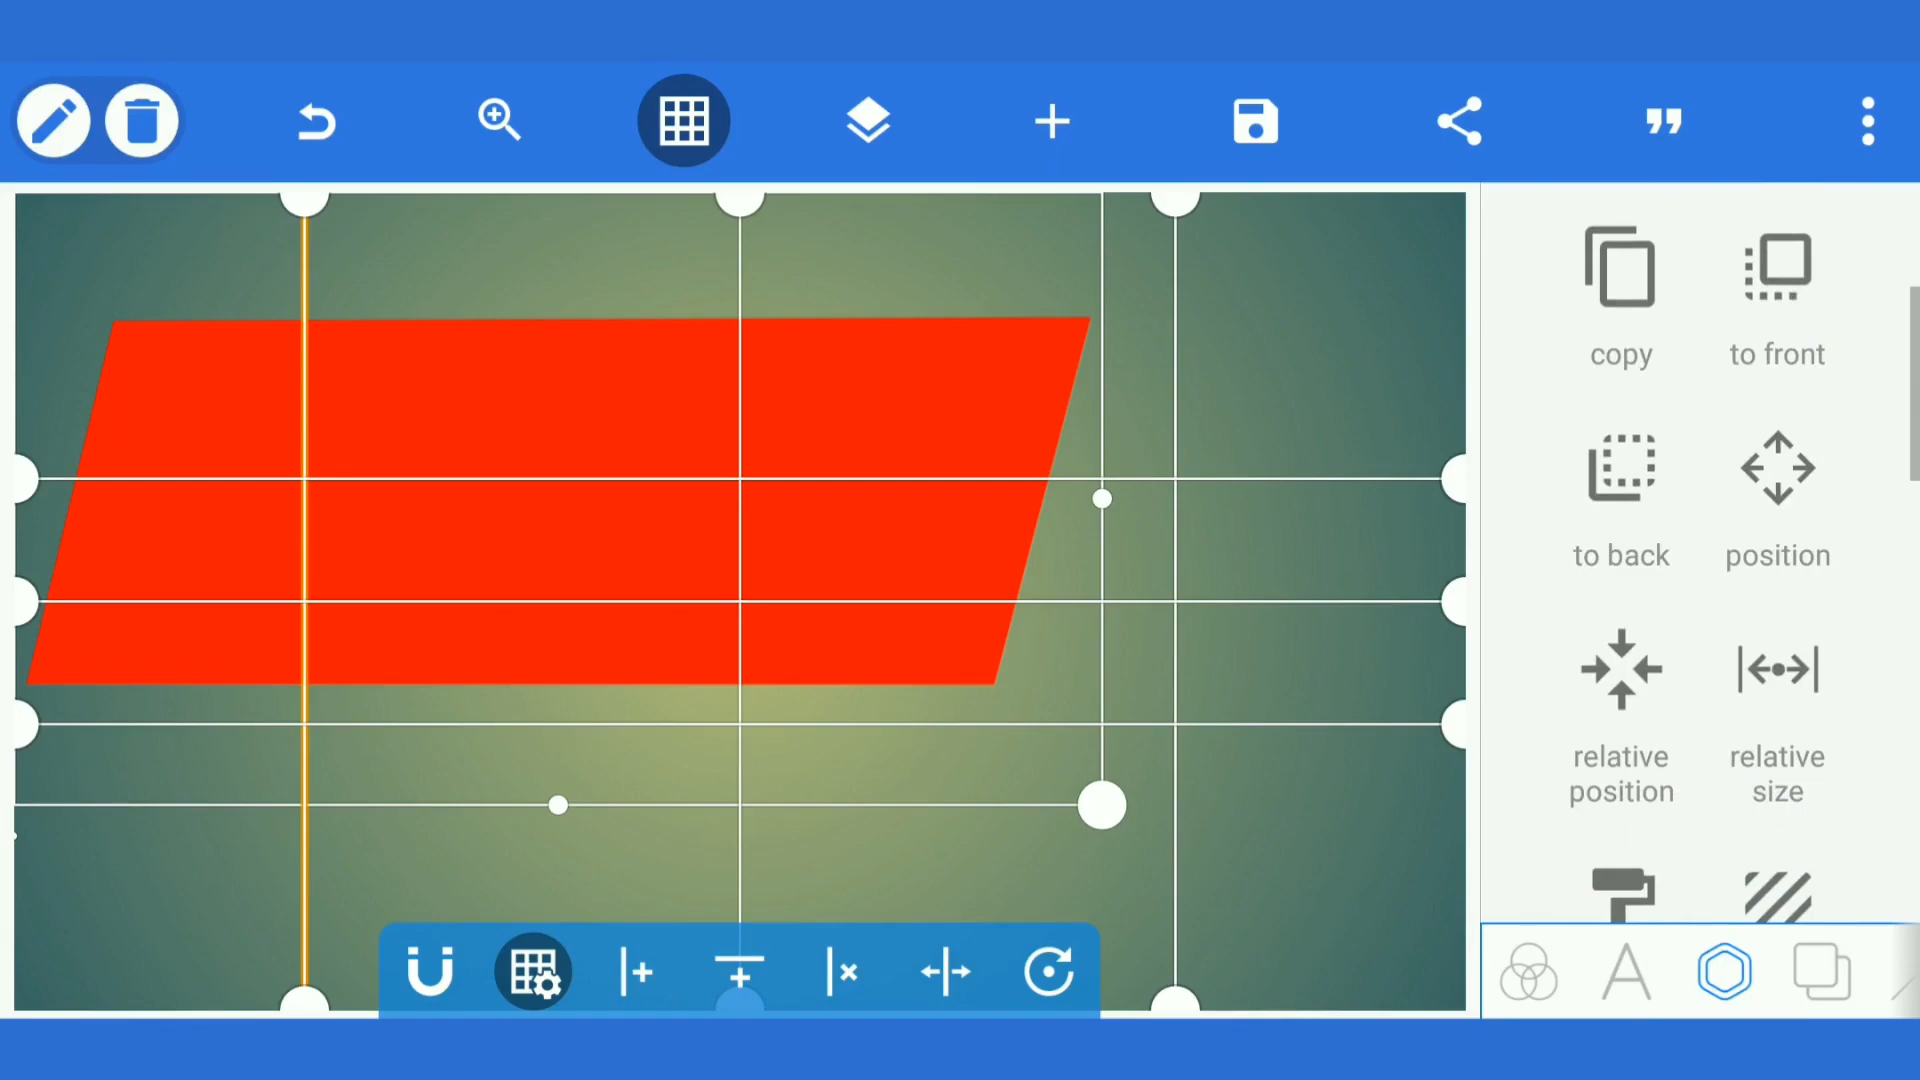 copy
to front
to back
position
relative
position
relative
size